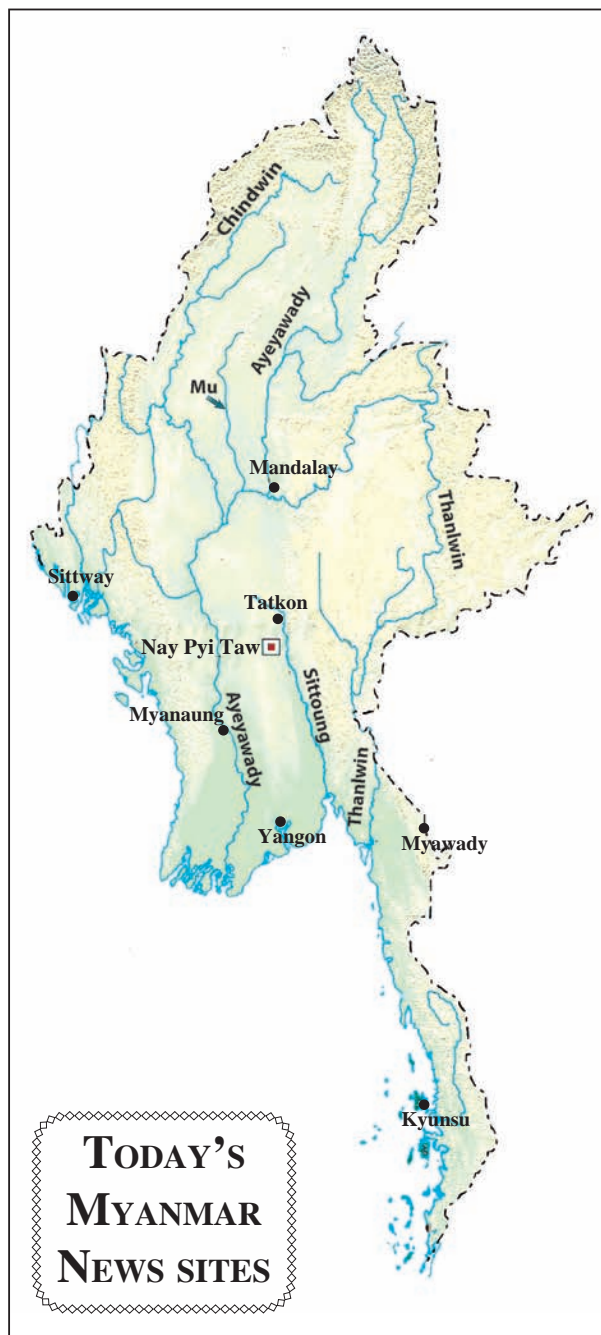 Chindwin
Ayeyawady
Mu
Mandalay
Thanlwin
Sittway
Tatkon
Nay Pyi Taw
Sittoung
Myanaung
Ayeyawady
Thanlwin
Yangon
Myawady
Kyunsu
TODAY'S
MYANMAR
NEWS SITES